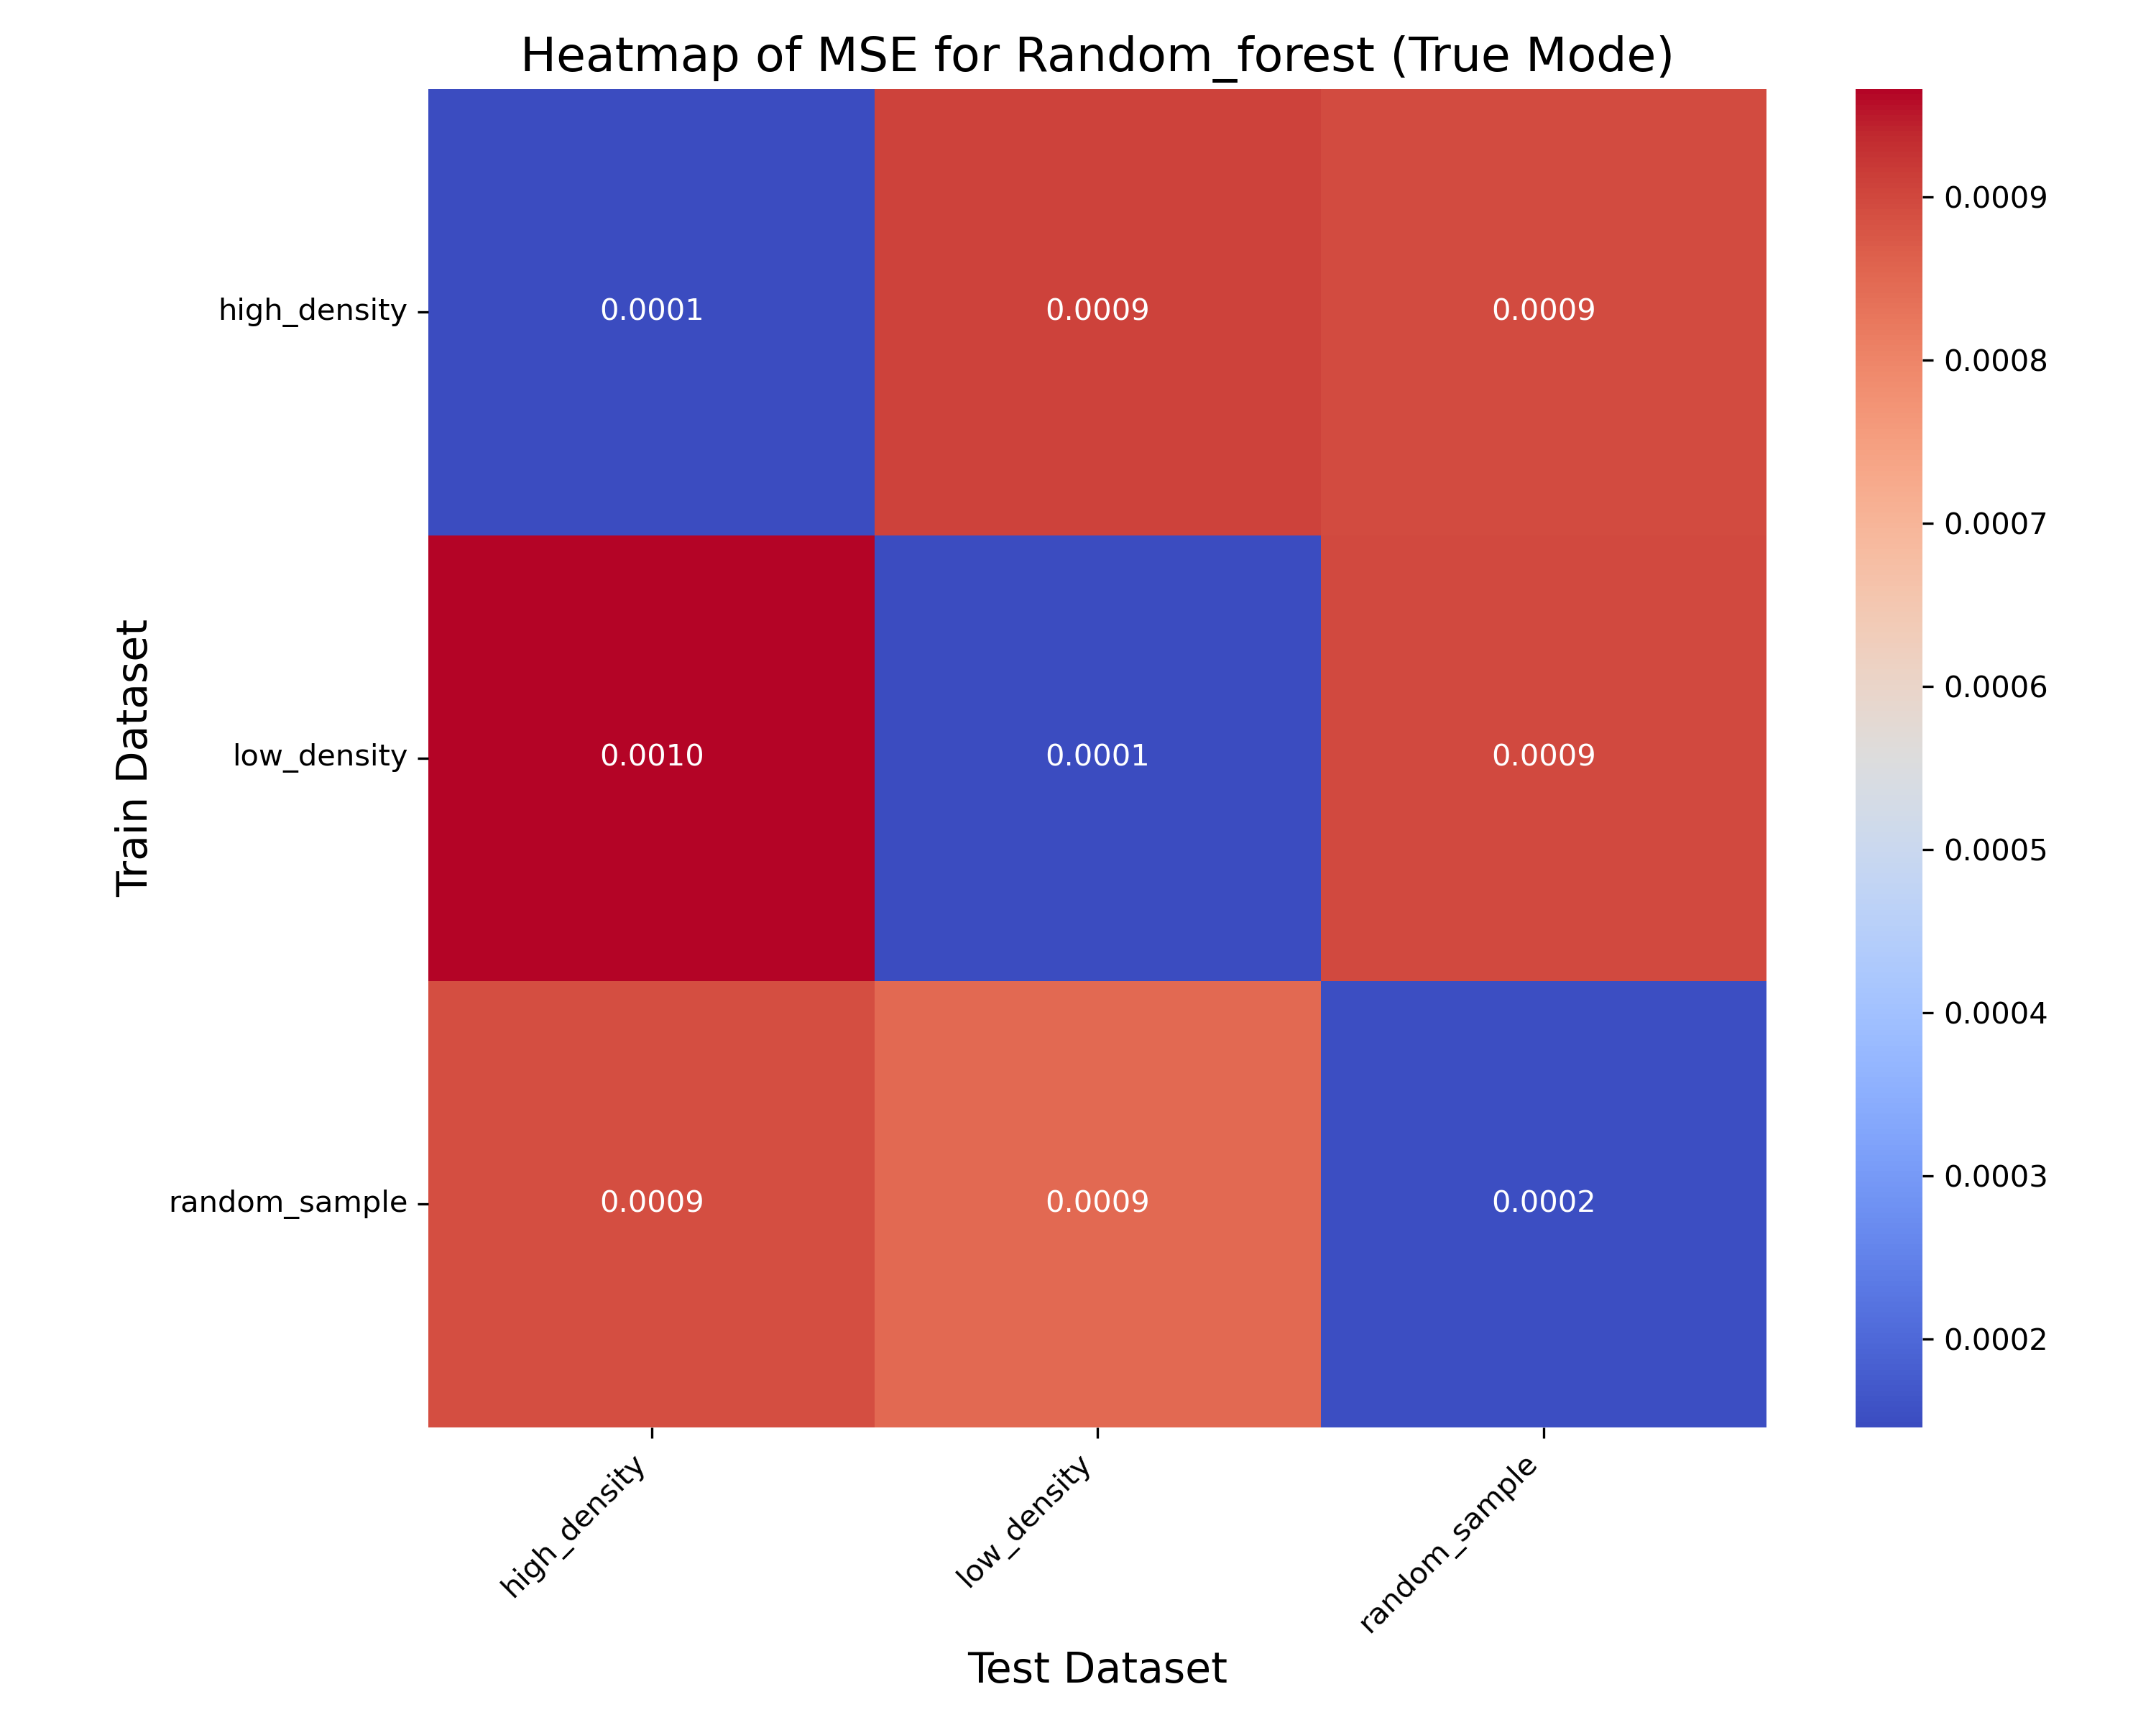 Heatmap of MSE for Random_forest (True Mode)
Train Dataset
high_density
0.0001
0.0009
0.0009
low_density
0.0010
0.0001
0.0009
random_sample
0.0009
0.0009
0.0002
high_density
low_density
random_sample
Test Dataset
0.0009
0.0008
0.0007
0.0006
0.0005
0.0004
0.0003
0.0002